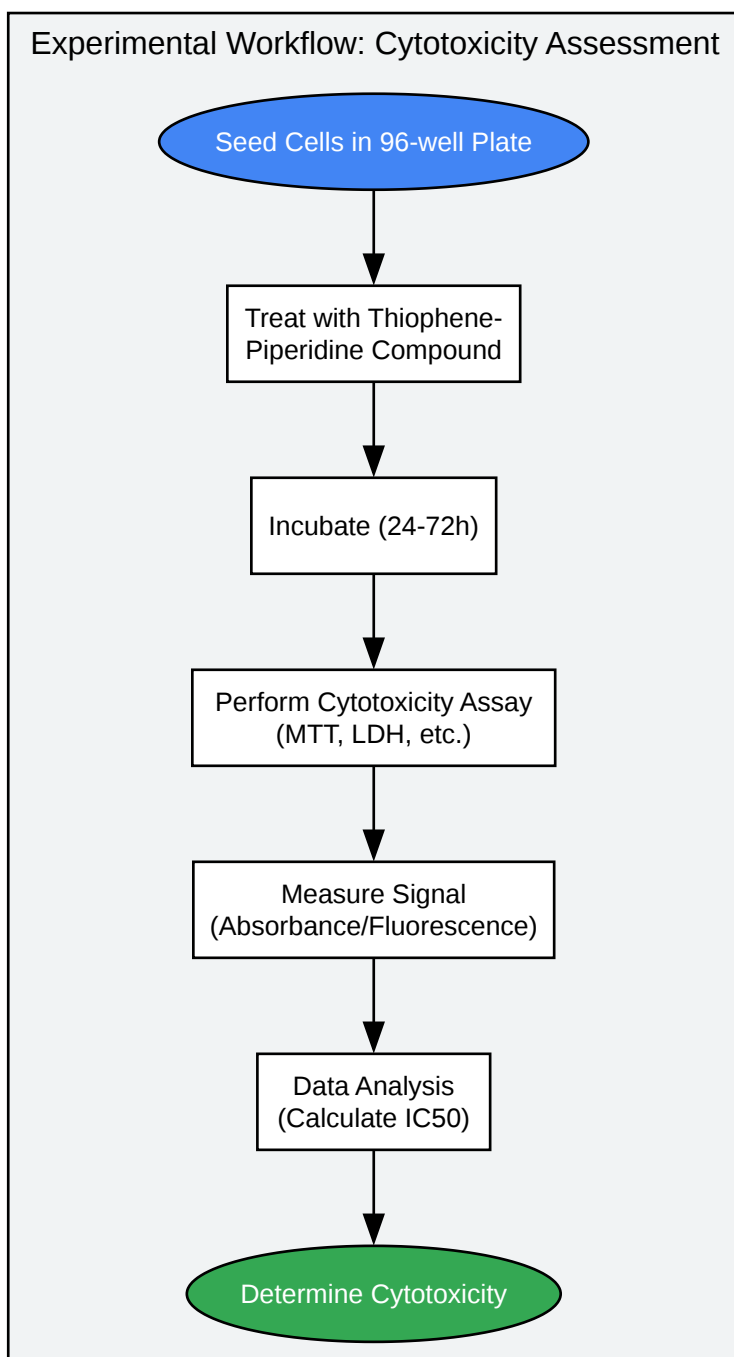 Experimental Workflow: Cytotoxicity Assessment
Seed Cells in 96-well Plate
Treat with Thiophene-
Piperidine Compound
Incubate (24-72h)
Perform Cytotoxicity Assay
(MTT, LDH, etc.)
Measure Signal
(Absorbance/Fluorescence)
Data Analysis
(Calculate IC50)
Determine Cytotoxicity